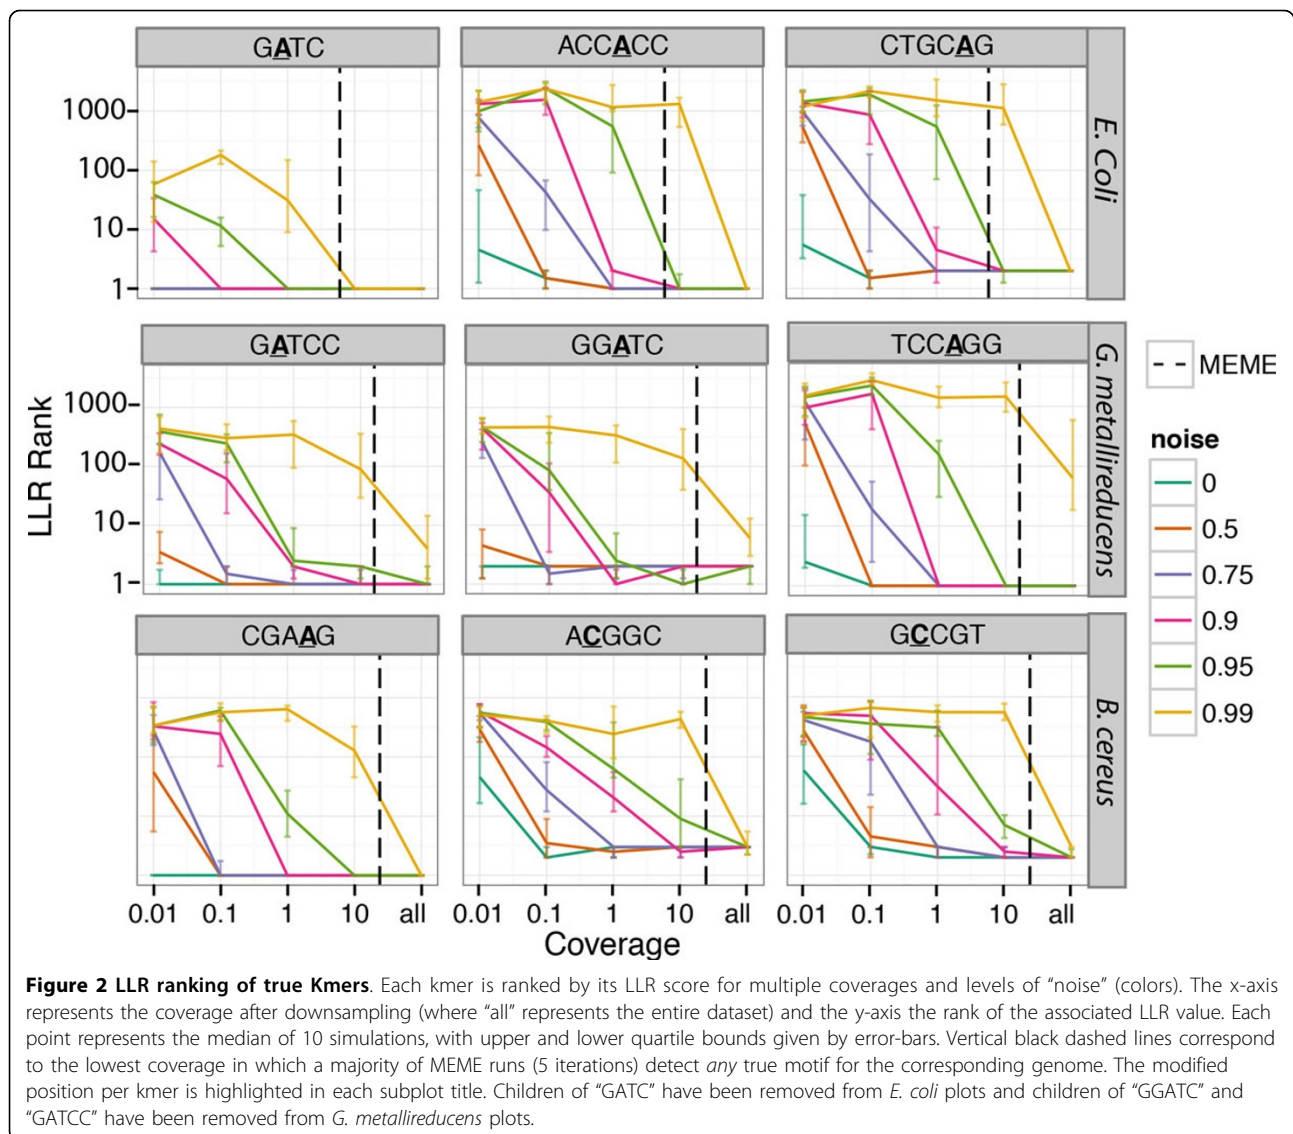 GATC ACCACC CTGCAG
1000
100
10
1
E. Coli
GATCC GGATC TCCAGG
1000
100
10
1
LLR Rank
G. metallireducens
CGAAG ACGGC GCCGT
B. cereus
0.01 0.1 1 10 all 0.01 0.1 1 10 all 0.01 0.1 1 10 all
Coverage
MEME
noise
0
0.5
0.75
0.9
0.95
0.99
Figure 2 LLR ranking of true Kmers. Each kmer is ranked by its LLR score for multiple coverages and levels of “noise” (colors). The x-axis
represents the coverage after downsampling (where “all” represents the entire dataset) and the y-axis the rank of the associated LLR value. Each
point represents the median of 10 simulations, with upper and lower quartile bounds given by error-bars. Vertical black dashed lines correspond
to the lowest coverage in which a majority of MEME runs (5 iterations) detect any true motif for the corresponding genome. The modified
position per kmer is highlighted in each subplot title. Children of “GATC” have been removed from E. coli plots and children of “GGATC” and
“GATCC” have been removed from G. metallireducens plots.